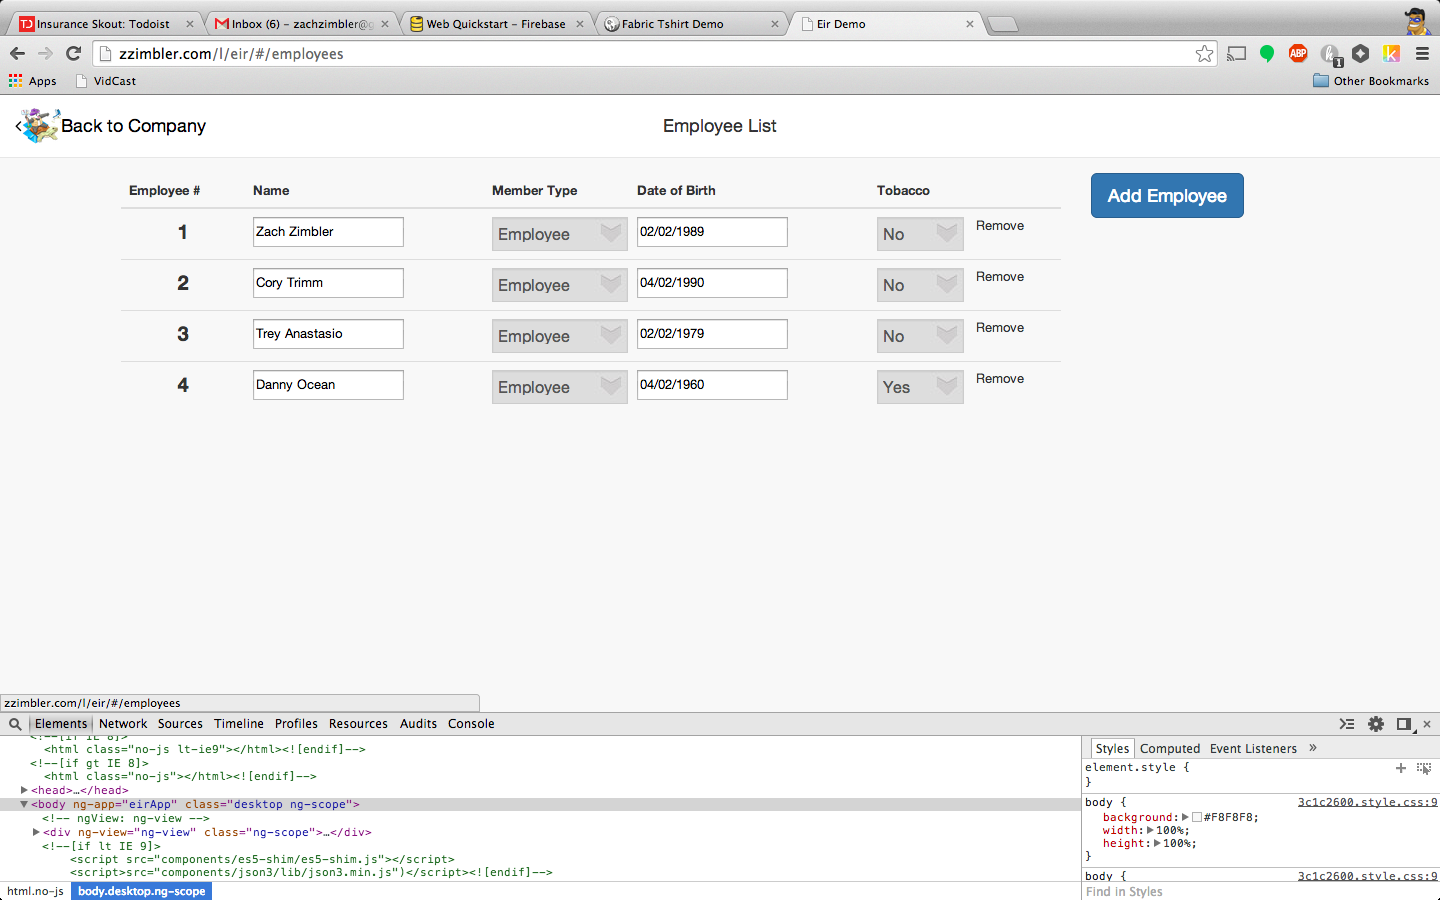 Insurance Skout: Todoist
Inbox (6) – zachzimbler@g
Web Quickstart – Firebase
Fabric Tshirt Demo
Eir Demo
zzimbler.com/l/eir/#/employees
ABP
1
Apps
VidCast
Other Bookmarks
Back to Company
Employee List
Employee # Name Member Type Date of Birth Tobacco
Add Employee
1 Zach Zimbler Employee 02/02/1989 No Remove
2 Cory Trimm Employee 04/02/1990 No Remove
3 Trey Anastasio Employee 02/02/1979 No Remove
4 Danny Ocean Employee 04/02/1960 Yes Remove
zzimbler.com/l/eir/#/employees
Elements Network Sources Timeline Profiles Resources Audits Console
<!--[if IE 8]>
<html class="no-js lt-ie9"></html><![endif]-->
<!--[if gt IE 8]>
<html class="no-js"></html><![endif]-->
<head>…</head>
<body ng-app="eirApp" class="desktop ng-scope">
<!-- ngView: ng-view -->
<div ng-view="ng-view" class="ng-scope">…</div>
<!--[if lt IE 9]>
<script src="components/es5-shim/es5-shim.js"></script>
<script>src="components/json3/lib/json3.min.js")</script><![endif]-->
html.no-js body.desktop.ng-scope
Styles Computed Event Listeners »
element.style {
}
body { 3c1c2600.style.css:9
background: #F8F8F8;
width: 100%;
height: 100%;
}
body { 3c1c2600.style.css:9
Find in Styles